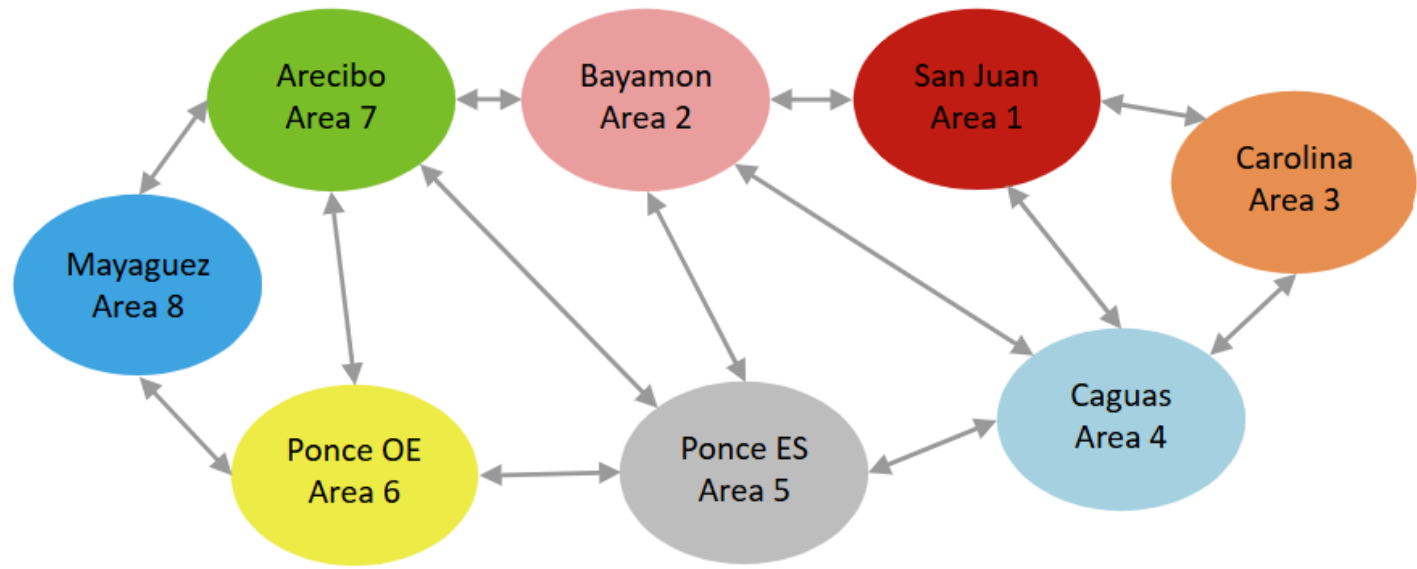 Arecibo
Area 7
Bayamon
Area 2
San Juan
Area 1
Carolina
Area 3
Mayaguez
Area 8
Ponce OE
Area 6
Ponce ES
Area 5
Caguas
Area 4